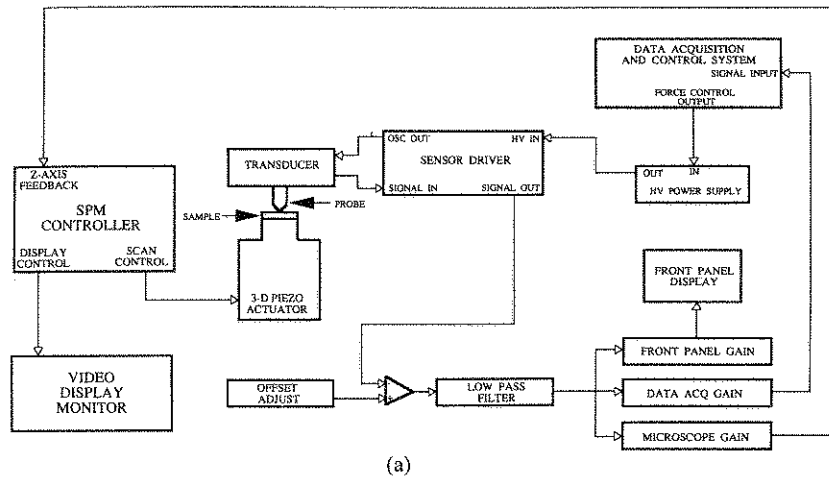 DATA ACQUISITION
AND CONTROL SYSTEM
SIGNAL INPUT
FORCE CONTROL
OUTPUT
OSC OUT
HV IN
SENSOR DRIVER
SIGNAL IN
SIGNAL OUT
TRANSDUCER
OUT
IN
HV POWER SUPPLY
Z-AXIS
FEEDBACK
SPM
CONTROLLER
DISPLAY
CONTROL
SCAN
CONTROL
SAMPLE
PROBE
3-D PIEZO
ACTUATOR
FRONT PANEL
DISPLAY
VIDEO
DISPLAY
MONITOR
OFFSET
ADJUST
LOW PASS
FILTER
FRONT PANEL GAIN
DATA ACQ GAIN
MICROSCOPE GAIN
(a)